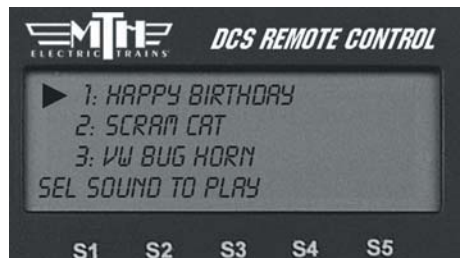 MTH DCS REMOTE CONTROL
ELECTRIC TRAINS
1: HAPPY BIRTHDAY
2: SCRAM CAT
3: VW BUG HORN
SEL SOUND TO PLAY
S1 S2 S3 S4 S5